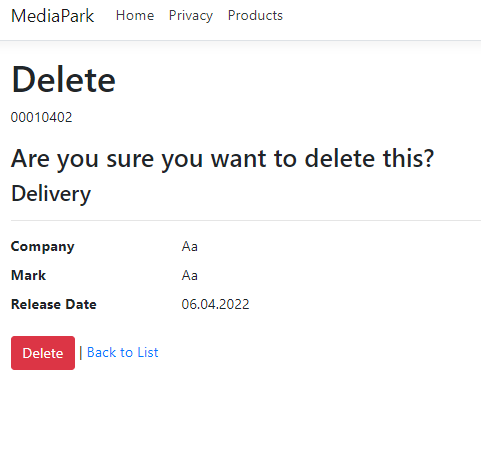 MediaPark Home Privacy Products
Delete
00010402
Are you sure you want to delete this?
Delivery
Company Aa
Mark Aa
Release Date 06.04.2022
Delete | Back to List